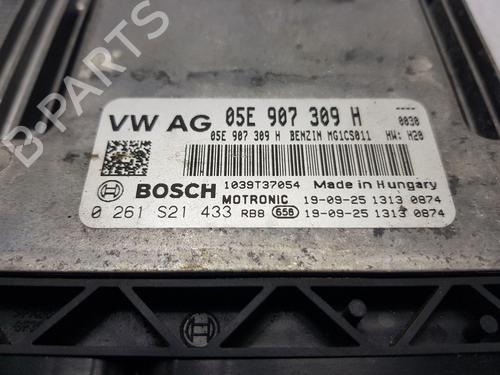 B-PARTS
VW AG 05E 907 309 H
0030
05E 907 309 H BENZIN MG1CS011 HW: H20
BOSCH 1039T37054 Made in Hungary
MOTRONIC 19-09-25 1313 0874
0 261 S21 433 RBB 658 19-09-25 1313 0874